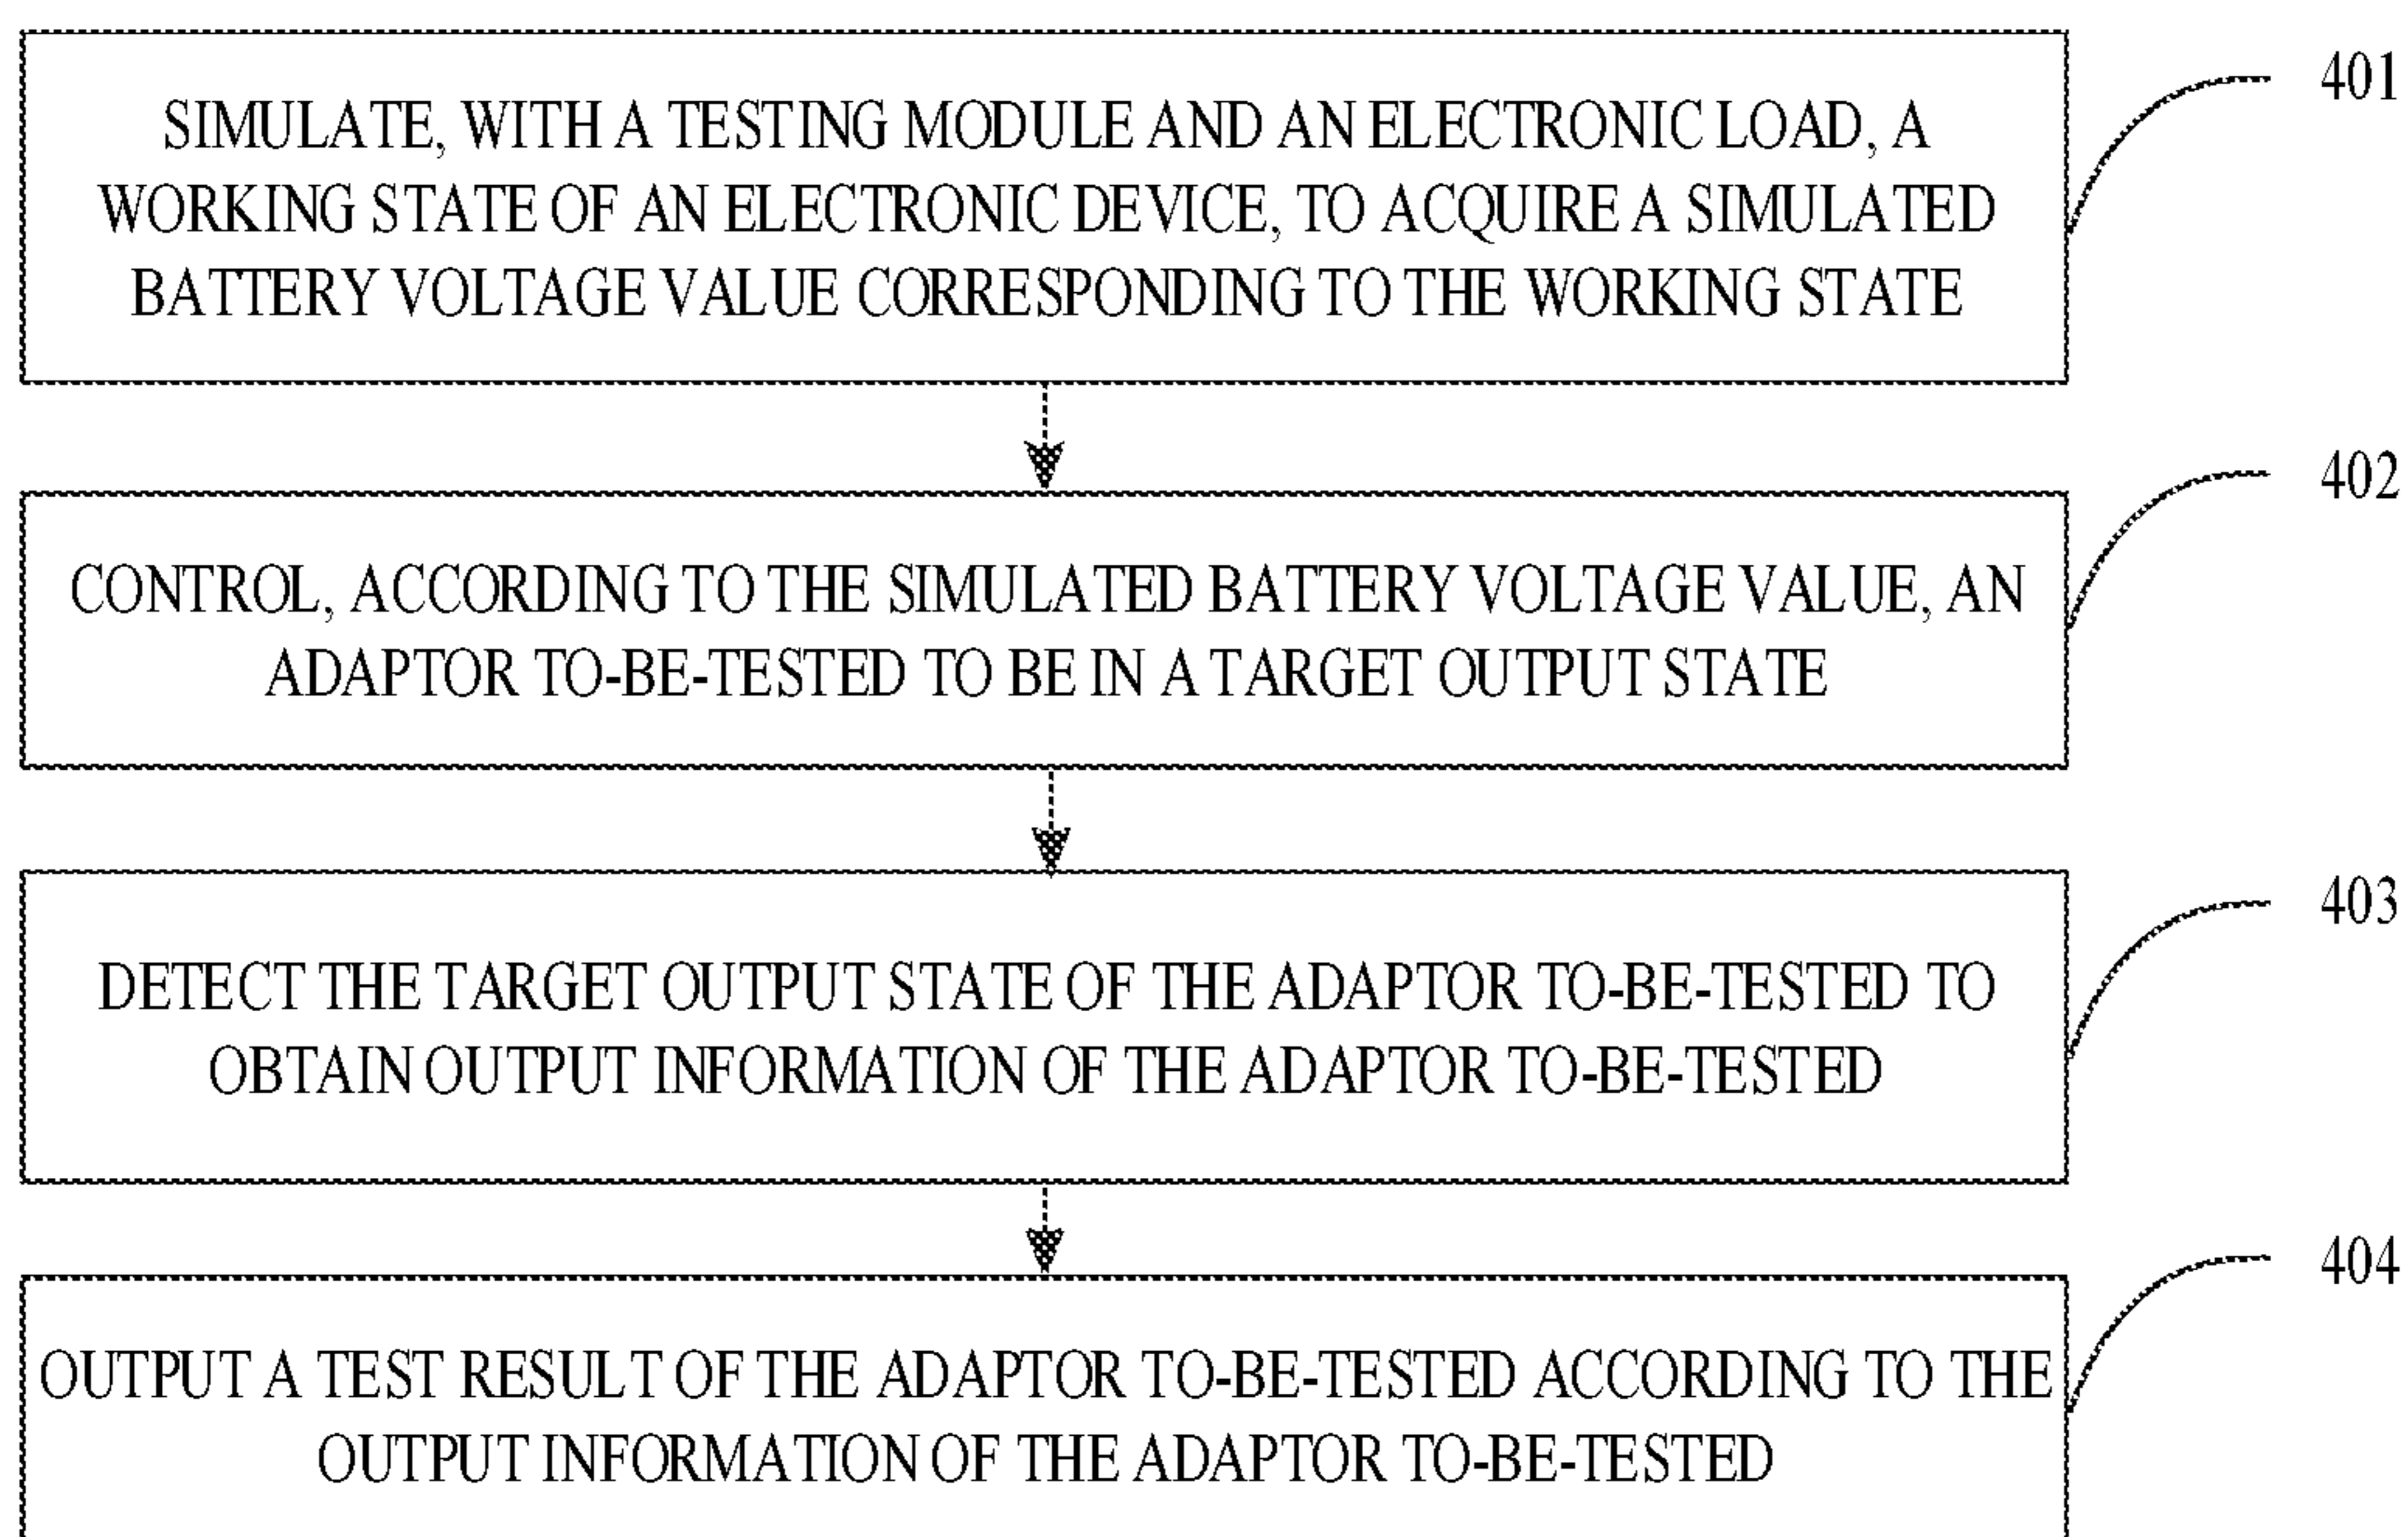 401
SIMULATE, WITH A TESTING MODULE AND AN ELECTRONIC LOAD, A
WORKING STATE OF AN ELECTRONIC DEVICE, TO ACQUIRE A SIMULATED
BATTERY VOLTAGE VALUE CORRESPONDING TO THE WORKING STATE
402
CONTROL, ACCORDING TO THE SIMULATED BATTERY VOLTAGE VALUE, AN
ADAPTOR TO-BE-TESTED TO BE IN A TARGET OUTPUT STATE
403
DETECT THE TARGET OUTPUT STATE OF THE ADAPTOR TO-BE-TESTED TO
OBTAIN OUTPUT INFORMATION OF THE ADAPTOR TO-BE-TESTED
404
OUTPUT A TEST RESULT OF THE ADAPTOR TO-BE-TESTED ACCORDING TO THE
OUTPUT INFORMATION OF THE ADAPTOR TO-BE-TESTED